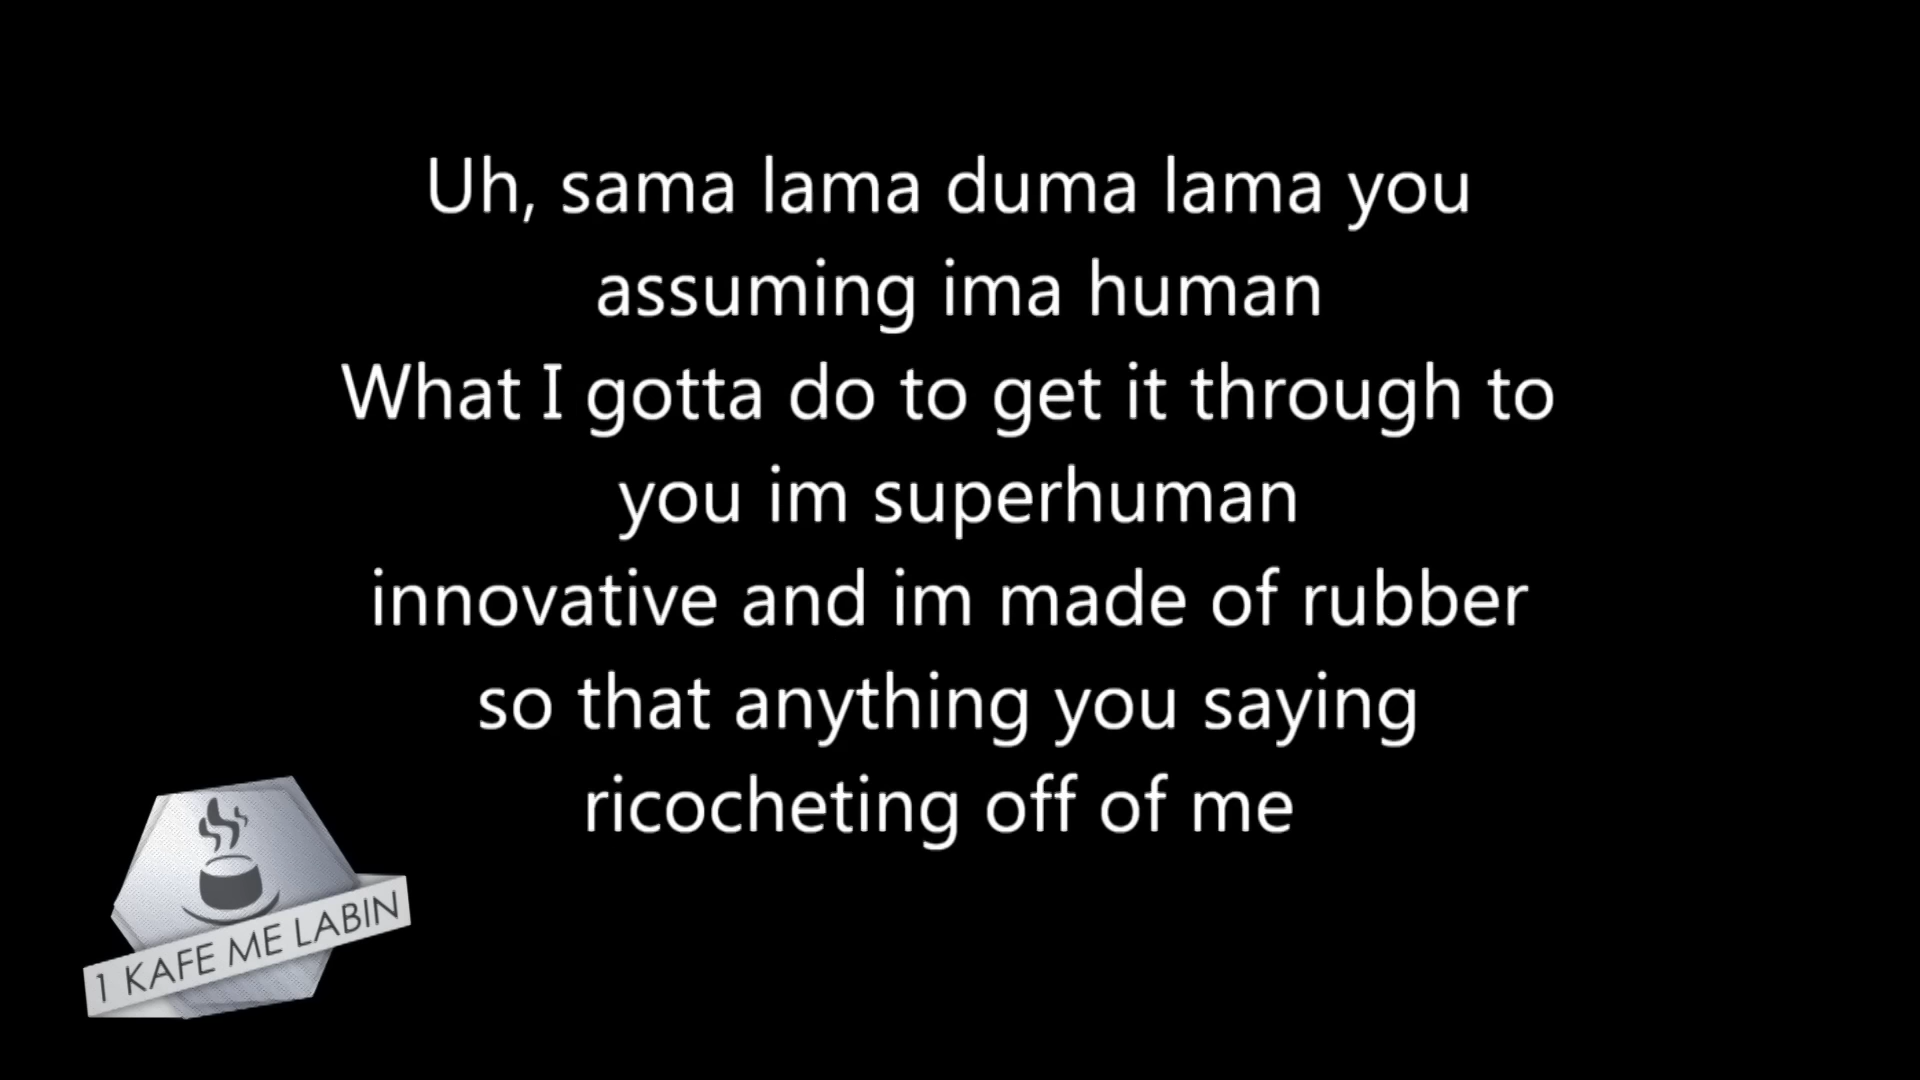 Uh, sama lama duma lama you
assuming ima human
What I gotta do to get it through to
you im superhuman
innovative and im made of rubber
so that anything you saying
ricocheting off of me
1 KAFE ME LABIN